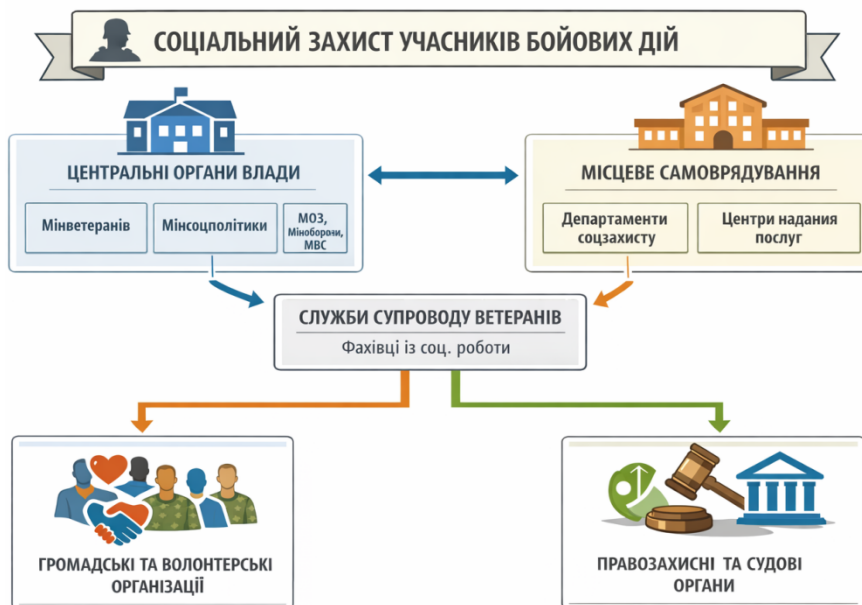 СОЦІАЛЬНИЙ ЗАХИСТ УЧАСНИКІВ БОЙОВИХ ДІЙ
ЦЕНТРАЛЬНІ ОРГАНИ ВЛАДИ
Мінветеранів
Мінсоцполітики
МОЗ,
Міноборони,
МВС
МІСЦЕВЕ САМОВРЯДУВАННЯ
Департаменти
соцзахисту
Центри надання
послуг
СЛУЖБИ СУПРОВОДУ ВЕТЕРАНІВ
Фахівці із соц. роботи
ГРОМАДСЬКІ ТА ВОЛОНТЕРСЬКІ
ОРГАНІЗАЦІЇ
ПРАВОЗАХИСНІ ТА СУДОВІ
ОРГАНИ